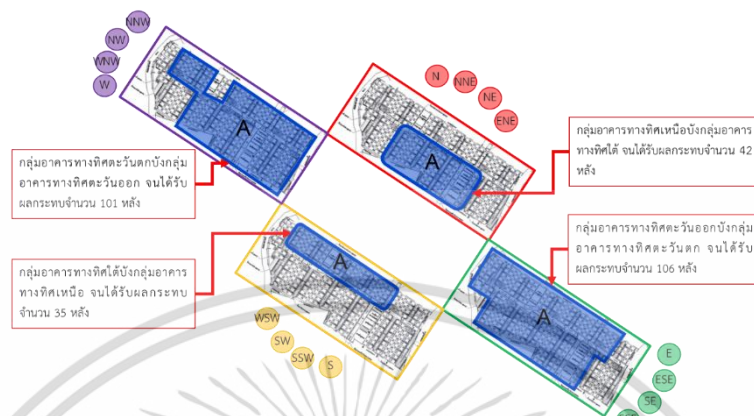 NNW
NW
WNW
W
N
NNE
NE
ENE
A
A
กลุ่มอาคารทางทิศเหนือบังกลุ่มอาคาร
ทางทิศใต้ จนได้รับผลกระทบจำนวน 42
หลัง
กลุ่มอาคารทางทิศตะวันตกบังกลุ่ม
อาคารทางทิศตะวันออก จนได้รับ
ผลกระทบจำนวน 101 หลัง
กลุ่มอาคารทางทิศตะวันออกบังกลุ่ม
อาคารทางทิศตะวันตก จนได้รับ
ผลกระทบจำนวน 106 หลัง
A
กลุ่มอาคารทางทิศใต้บังกลุ่มอาคาร
ทางทิศเหนือ จนได้รับผลกระทบ
จำนวน 35 หลัง
A
WSW
SW
SSW
S
E
ESE
SE